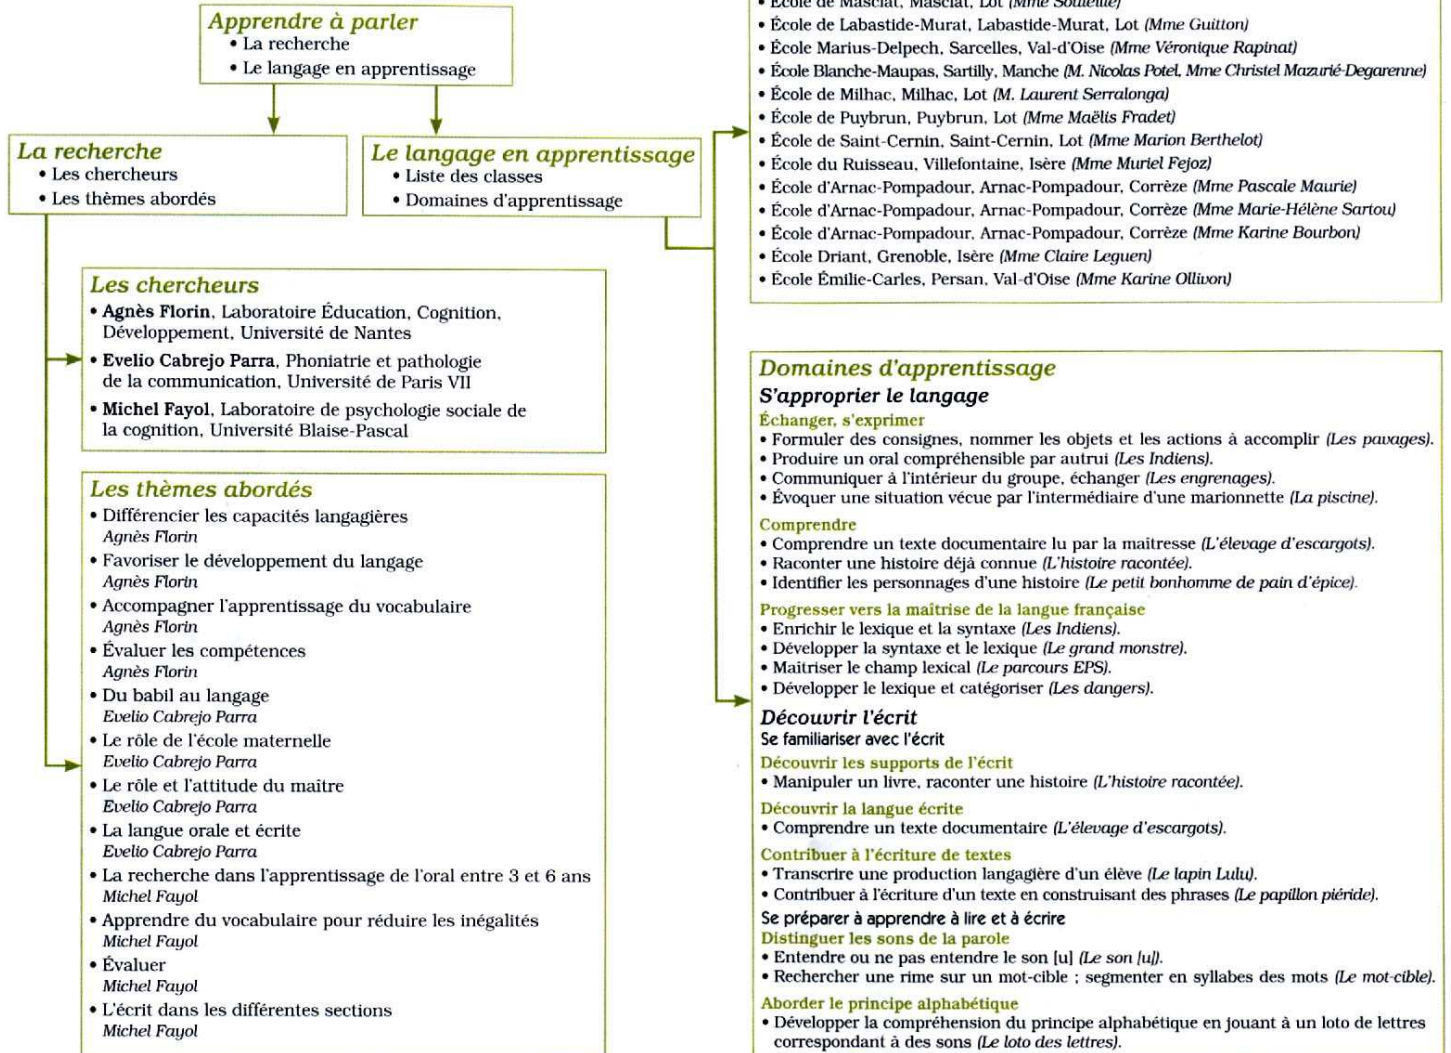 Apprendre à parler
• La recherche
• Le langage en apprentissage
La recherche
• Les chercheurs
• Les thèmes abordés
Le langage en apprentissage
• Liste des classes
• Domaines d'apprentissage
Les chercheurs
• Agnès Florin, Laboratoire Éducation, Cognition,
Développement, Université de Nantes
• Evelio Cabrejo Parra, Phoniatrie et pathologie
de la communication, Université de Paris VII
• Michel Fayol, Laboratoire de psychologie sociale de
la cognition, Université Blaise-Pascal
Les thèmes abordés
• Différencier les capacités langagières
Agnès Florin
• Favoriser le développement du langage
Agnès Florin
• Accompagner l'apprentissage du vocabulaire
Agnès Florin
• Évaluer les compétences
Agnès Florin
• Du babil au langage
Evelio Cabrejo Parra
• Le rôle de l'école maternelle
Evelio Cabrejo Parra
• Le rôle et l'attitude du maître
Evelio Cabrejo Parra
• La langue orale et écrite
Evelio Cabrejo Parra
• La recherche dans l'apprentissage de l'oral entre 3 et 6 ans
Michel Fayol
• Apprendre du vocabulaire pour réduire les inégalités
Michel Fayol
• Évaluer
Michel Fayol
• L'écrit dans les différentes sections
Michel Fayol
• École de Masclat, Masclat, Lot (Mme Souleille)
• École de Labastide-Murat, Labastide-Murat, Lot (Mme Guitton)
• École Marius-Delpech, Sarcelles, Val-d'Oise (Mme Véronique Rapinat)
• École Blanche-Maupas, Sartilly, Manche (M. Nicolas Potel, Mme Christel Mazurié-Degarenne)
• École de Milhac, Milhac, Lot (M. Laurent Serralonga)
• École de Puybrun, Puybrun, Lot (Mme Maëlis Fradet)
• École de Saint-Cernin, Saint-Cernin, Lot (Mme Marion Berthelot)
• École du Ruisseau, Villefontaine, Isère (Mme Muriel Fejoz)
• École d'Arnac-Pompadour, Arnac-Pompadour, Corrèze (Mme Pascale Maurie)
• École d'Arnac-Pompadour, Arnac-Pompadour, Corrèze (Mme Marie-Hélène Sartou)
• École d'Arnac-Pompadour, Arnac-Pompadour, Corrèze (Mme Karine Bourbon)
• École Driant, Grenoble, Isère (Mme Claire Leguen)
• École Émilie-Carles, Persan, Val-d'Oise (Mme Karine Ollivon)
Domaines d'apprentissage
S'approprier le langage
Échanger, s'exprimer
• Formuler des consignes, nommer les objets et les actions à accomplir (Les pavages).
• Produire un oral compréhensible par autrui (Les Indiens).
• Communiquer à l'intérieur du groupe, échanger (Les engrenages).
• Évoquer une situation vécue par l'intermédiaire d'une marionnette (La piscine).
Comprendre
• Comprendre un texte documentaire lu par la maîtresse (L'élevage d'escargots).
• Raconter une histoire déjà connue (L'histoire racontée).
• Identifier les personnages d'une histoire (Le petit bonhomme de pain d'épice).
Progresser vers la maîtrise de la langue française
• Enrichir le lexique et la syntaxe (Les Indiens).
• Développer la syntaxe et le lexique (Le grand monstre).
• Maîtriser le champ lexical (Le parcours EPS).
• Développer le lexique et catégoriser (Les dangers).
Découvrir l'écrit
Se familiariser avec l'écrit
Découvrir les supports de l'écrit
• Manipuler un livre, raconter une histoire (L'histoire racontée).
Découvrir la langue écrite
• Comprendre un texte documentaire (L'élevage d'escargots).
Contribuer à l'écriture de textes
• Transcrire une production langagière d'un élève (Le lapin Lulu).
• Contribuer à l'écriture d'un texte en construisant des phrases (Le papillon piéride).
Se préparer à apprendre à lire et à écrire
Distinguer les sons de la parole
• Entendre ou ne pas entendre le son [u] (Le son [u]).
• Rechercher une rime sur un mot-cible ; segmenter en syllabes des mots (Le mot-cible).
Aborder le principe alphabétique
• Développer la compréhension du principe alphabétique en jouant à un loto de lettres
correspondant à des sons (Le loto des lettres).